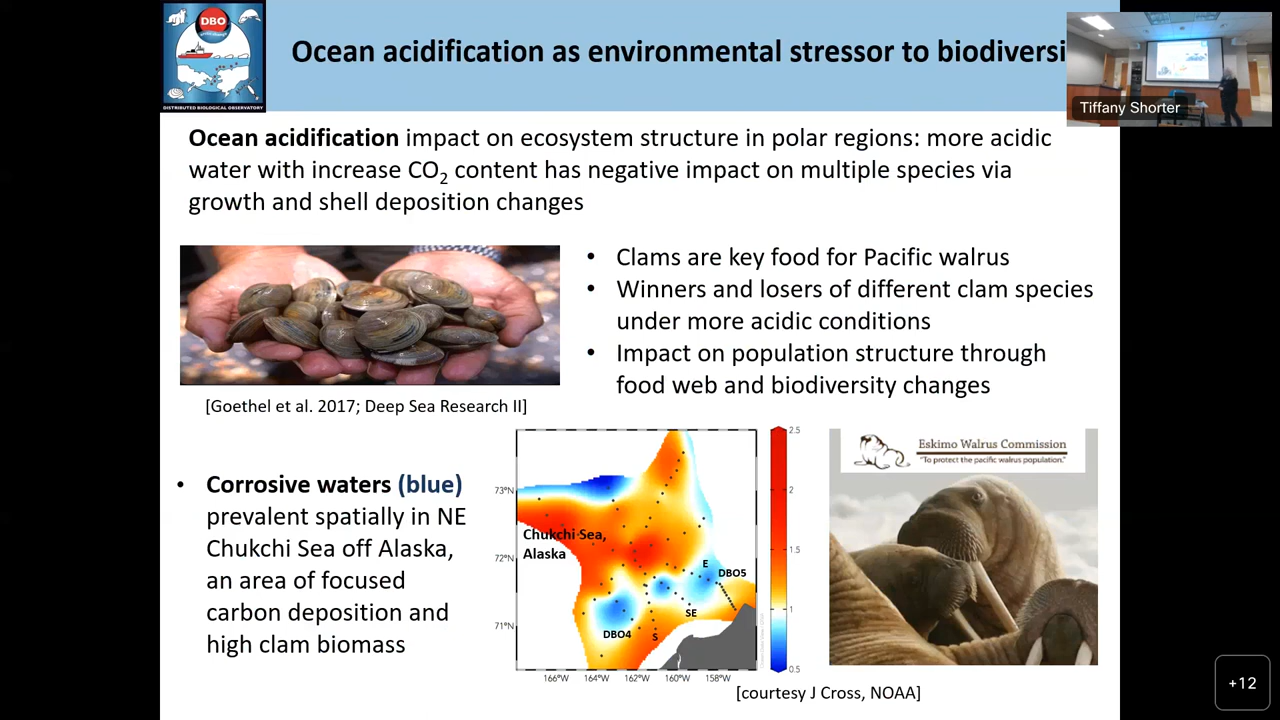 DBO
DISTRIBUTED BIOLOGICAL OBSERVATORY
Ocean acidification as environmental stressor to biodiversi
Tiffany Shorter
Ocean acidification impact on ecosystem structure in polar regions: more acidic
water with increase CO₂ content has negative impact on multiple species via
growth and shell deposition changes
• Clams are key food for Pacific walrus
• Winners and losers of different clam species
under more acidic conditions
• Impact on population structure through
food web and biodiversity changes
[Goethel et al. 2017; Deep Sea Research II]
• Corrosive waters (blue)
prevalent spatially in NE
Chukchi Sea off Alaska,
an area of focused
carbon deposition and
high clam biomass
73°N
72°N
71°N
Chukchi Sea,
Alaska
E
DBO5
SE
DBO4
S
166°W 164°W 162°W 160°W 158°W
2.5
2
1.5
1
0.5
Eskimo Walrus Commission
"To protect the pacific walrus population."
[courtesy J Cross, NOAA]
+12